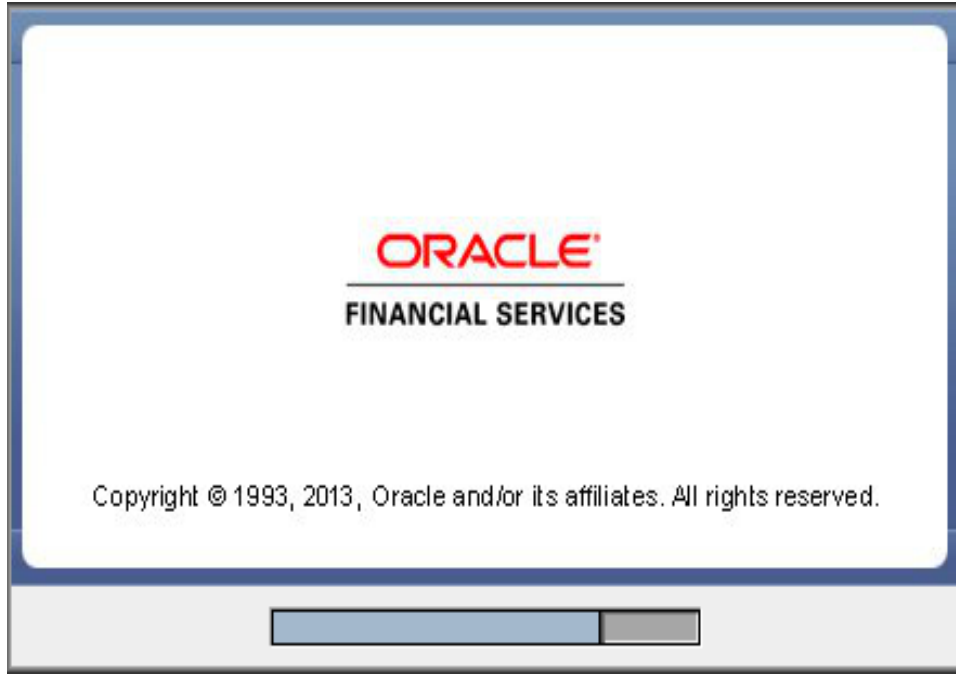 ORACLE®
FINANCIAL SERVICES
Copyright © 1993, 2013, Oracle and/or its affiliates. All rights reserved.